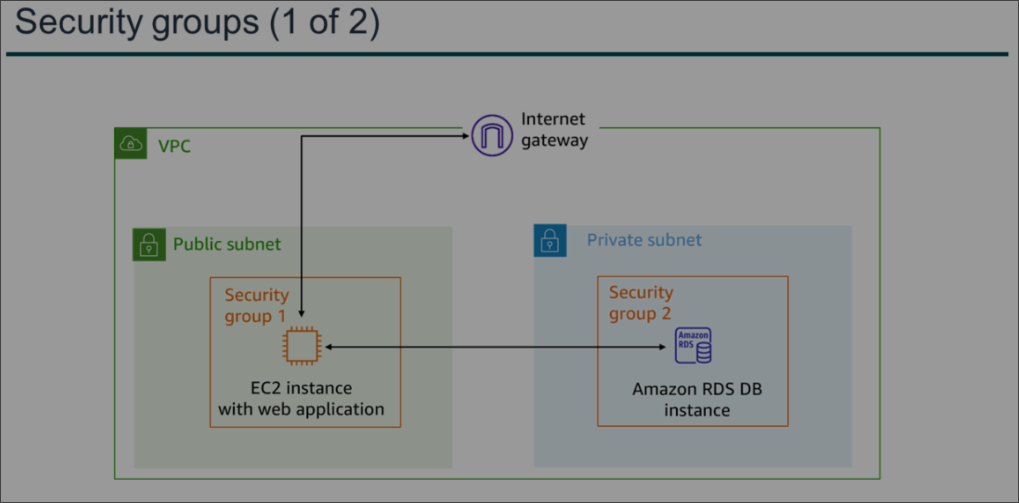 Security groups (1 of 2)
Internet
gateway
VPC
Public subnet
Private subnet
Security
group 1
Security
group 2
Amazon
RDS
EC2 instance
with web application
Amazon RDS DB
instance